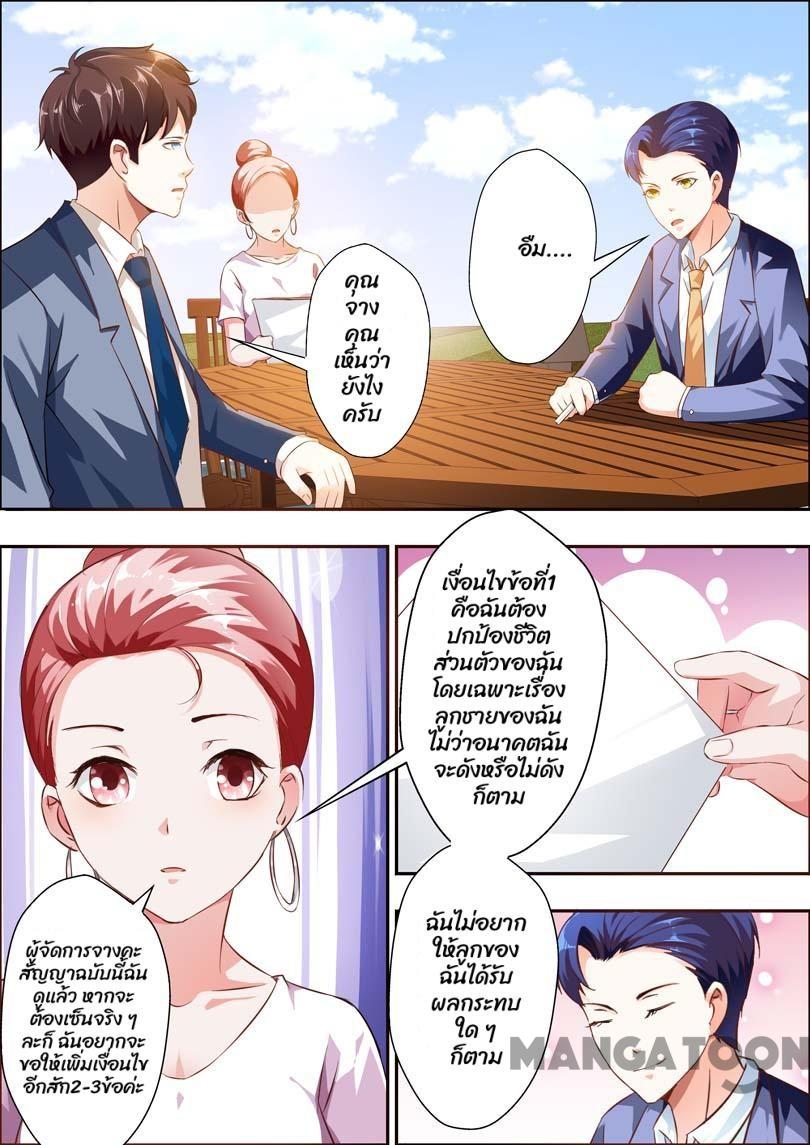 อืม....
คุณ
จาง
คุณ
เห็นว่า
ยังไง
ครับ
ผู้จัดการจางคะ
สัญญาฉบับนี้ฉัน
ดูแล้ว หากจะ
ต้องเซ็นจริง ๆ
ละก็ ฉันอยากจะ
ขอให้เพิ่มเงื่อนไข
อีกสัก2-3ข้อค่ะ
เงื่อนไขข้อที่1
คือฉันต้อง
ปกป้องชีวิต
ส่วนตัวของฉัน
โดยเฉพาะเรื่อง
ลูกชายของฉัน
ไม่ว่าอนาคตฉัน
จะดังหรือไม่ดัง
ก็ตาม
ฉันไม่อยาก
ให้ลูกของ
ฉันได้รับ
ผลกระทบ
ใด ๆ
ก็ตาม
MANGATOON